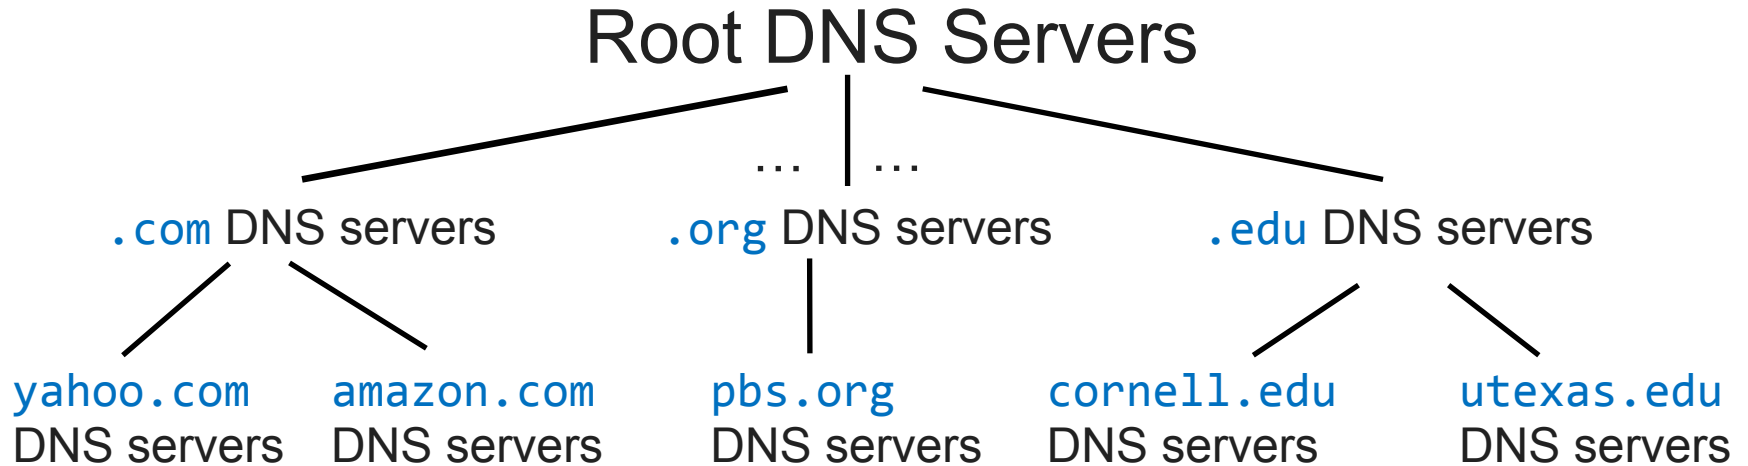 Root DNS Servers
... ...
.com DNS servers .org DNS servers .edu DNS servers
yahoo.com amazon.com pbs.org cornell.edu utexas.edu
DNS servers DNS servers DNS servers DNS servers DNS servers